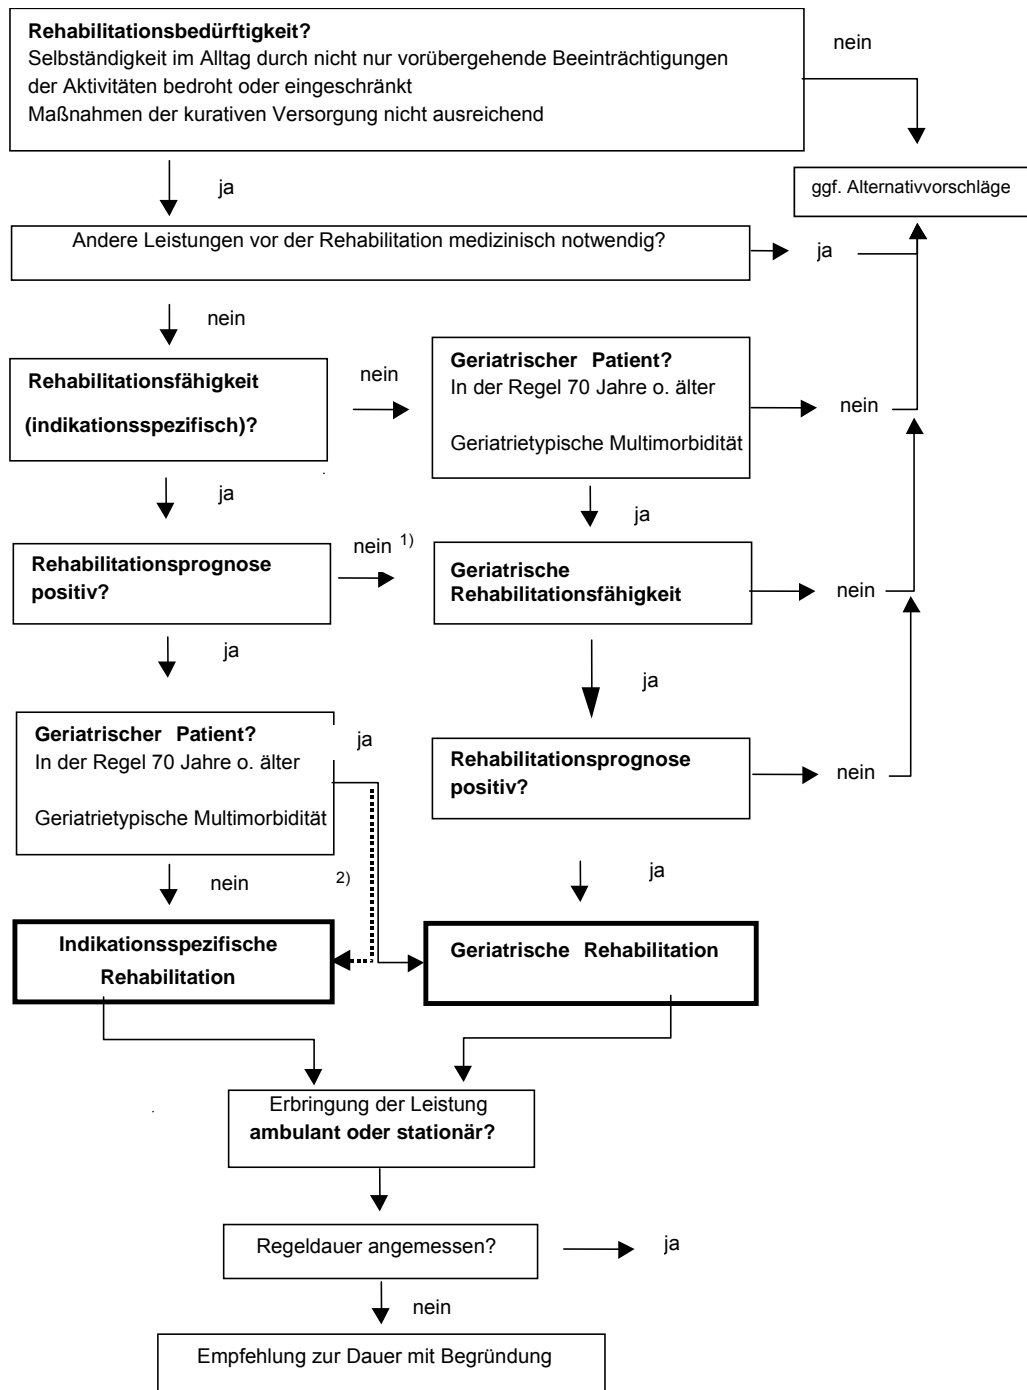 Rehabilitationsbedürftigkeit?
Selbständigkeit im Alltag durch nicht nur vorübergehende Beeinträchtigungen
der Aktivitäten bedroht oder eingeschränkt
Maßnahmen der kurativen Versorgung nicht ausreichend
nein
ja
ggf. Alternativvorschläge
Andere Leistungen vor der Rehabilitation medizinisch notwendig?
ja
nein
Rehabilitationsfähigkeit
(indikationsspezifisch)?
nein
Geriatrischer Patient?
In der Regel 70 Jahre o. älter
Geriatrietypische Multimorbidität
nein
ja
ja
Rehabilitationsprognose
positiv?
nein 1)
Geriatrische
Rehabilitationsfähigkeit
nein
ja
ja
Geriatrischer Patient?
In der Regel 70 Jahre o. älter
Geriatrietypische Multimorbidität
ja
Rehabilitationsprognose
positiv?
nein
nein
2)
ja
Indikationsspezifische
Rehabilitation
Geriatrische Rehabilitation
Erbringung der Leistung
ambulant oder stationär?
Regeldauer angemessen?
ja
nein
Empfehlung zur Dauer mit Begründung